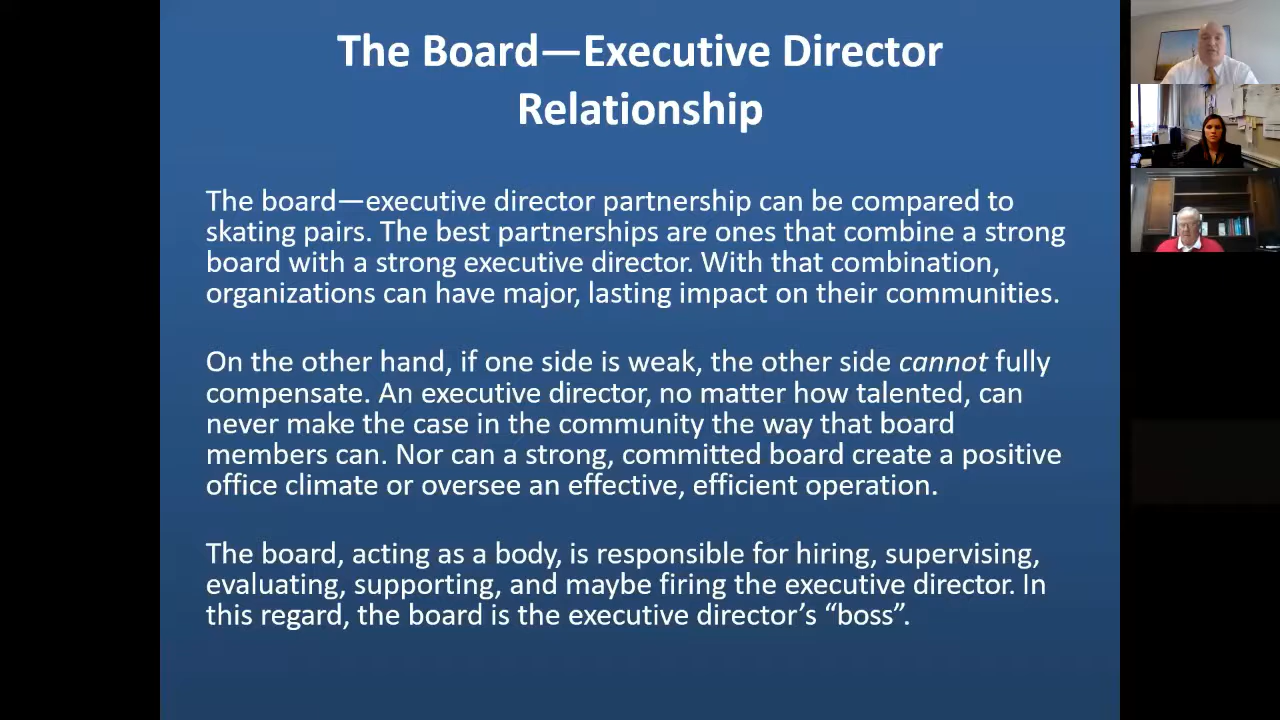 The Board—Executive Director
Relationship
The board—executive director partnership can be compared to
skating pairs. The best partnerships are ones that combine a strong
board with a strong executive director. With that combination,
organizations can have major, lasting impact on their communities.
On the other hand, if one side is weak, the other side cannot fully
compensate. An executive director, no matter how talented, can
never make the case in the community the way that board
members can. Nor can a strong, committed board create a positive
office climate or oversee an effective, efficient operation.
The board, acting as a body, is responsible for hiring, supervising,
evaluating, supporting, and maybe firing the executive director. In
this regard, the board is the executive director’s “boss”.